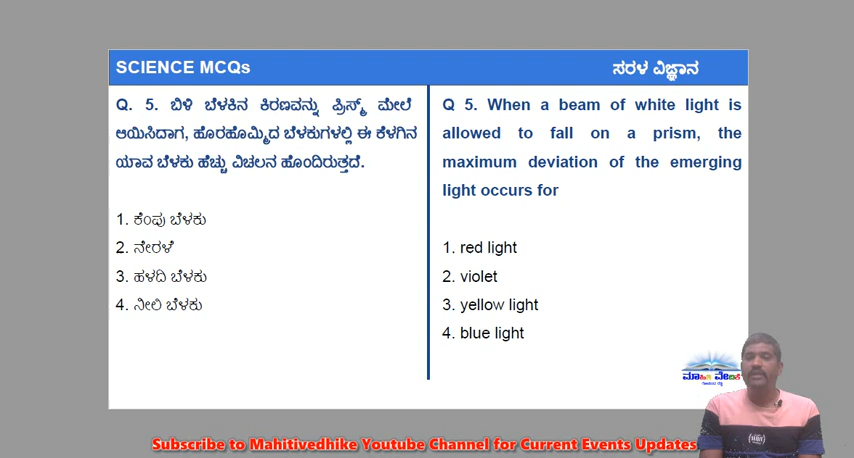 SCIENCE MCQs
ಸರಳ ವಿಜ್ಞಾನ
Q. 5. ಬಿಳಿ ಬೆಳಕಿನ ಕಿರಣವನ್ನು ಪ್ರಿಸ್ಮ್ ಮೇಲೆ
ಆಯಿಸಿದಾಗ, ಹೊರಹೊಮ್ಮಿದ ಬೆಳಕುಗಳಲ್ಲಿ ಈ ಕೆಳಗಿನ
ಯಾವ ಬೆಳಕು ಹೆಚ್ಚು ವಿಚಲನ ಹೊಂದಿರುತ್ತದೆ.
1. ಕೆಂಪು ಬೆಳಕು
2. ನೇರಳೆ
3. ಹಳದಿ ಬೆಳಕು
4. ನೀಲಿ ಬೆಳಕು
Q 5. When a beam of white light is
allowed to fall on a prism, the
maximum deviation of the emerging
light occurs for
1. red light
2. violet
3. yellow light
4. blue light
ಮಾಹಿತಿ ವೇದಿಕೆ
Subscribe to Mahitivedhike Youtube Channel for Current Events Updates